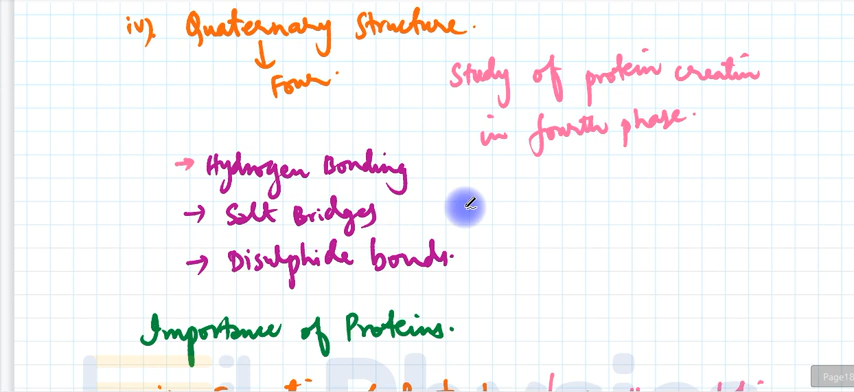 iv). Quaternary Structure.
↓
Four.
Study of protein creation
in fourth phase.
→ Hydrogen Bonding
→ Salt Bridges
→ Disulphide bonds.
Importance of Proteins.
Page18